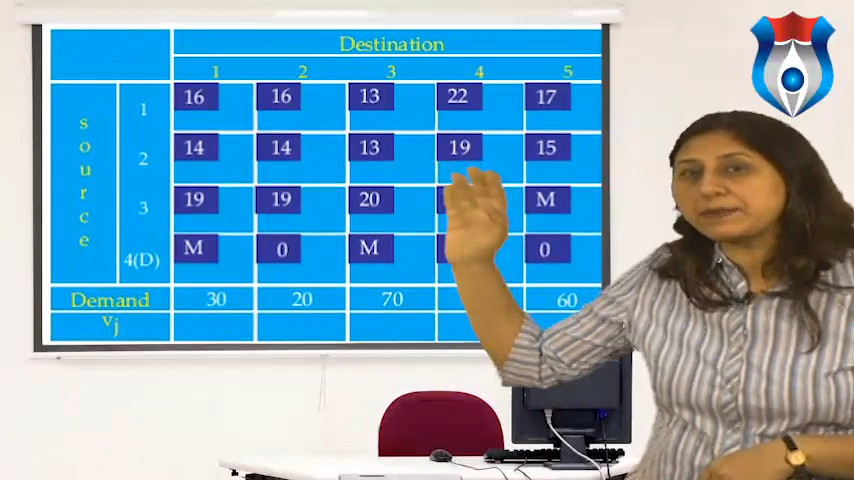 Destination
1 2 3 4 5
source
1 16 16 13 22 17
2 14 14 13 19 15
3 19 19 20 M
4(D) M 0 M 0
Demand 30 20 70 60
vj